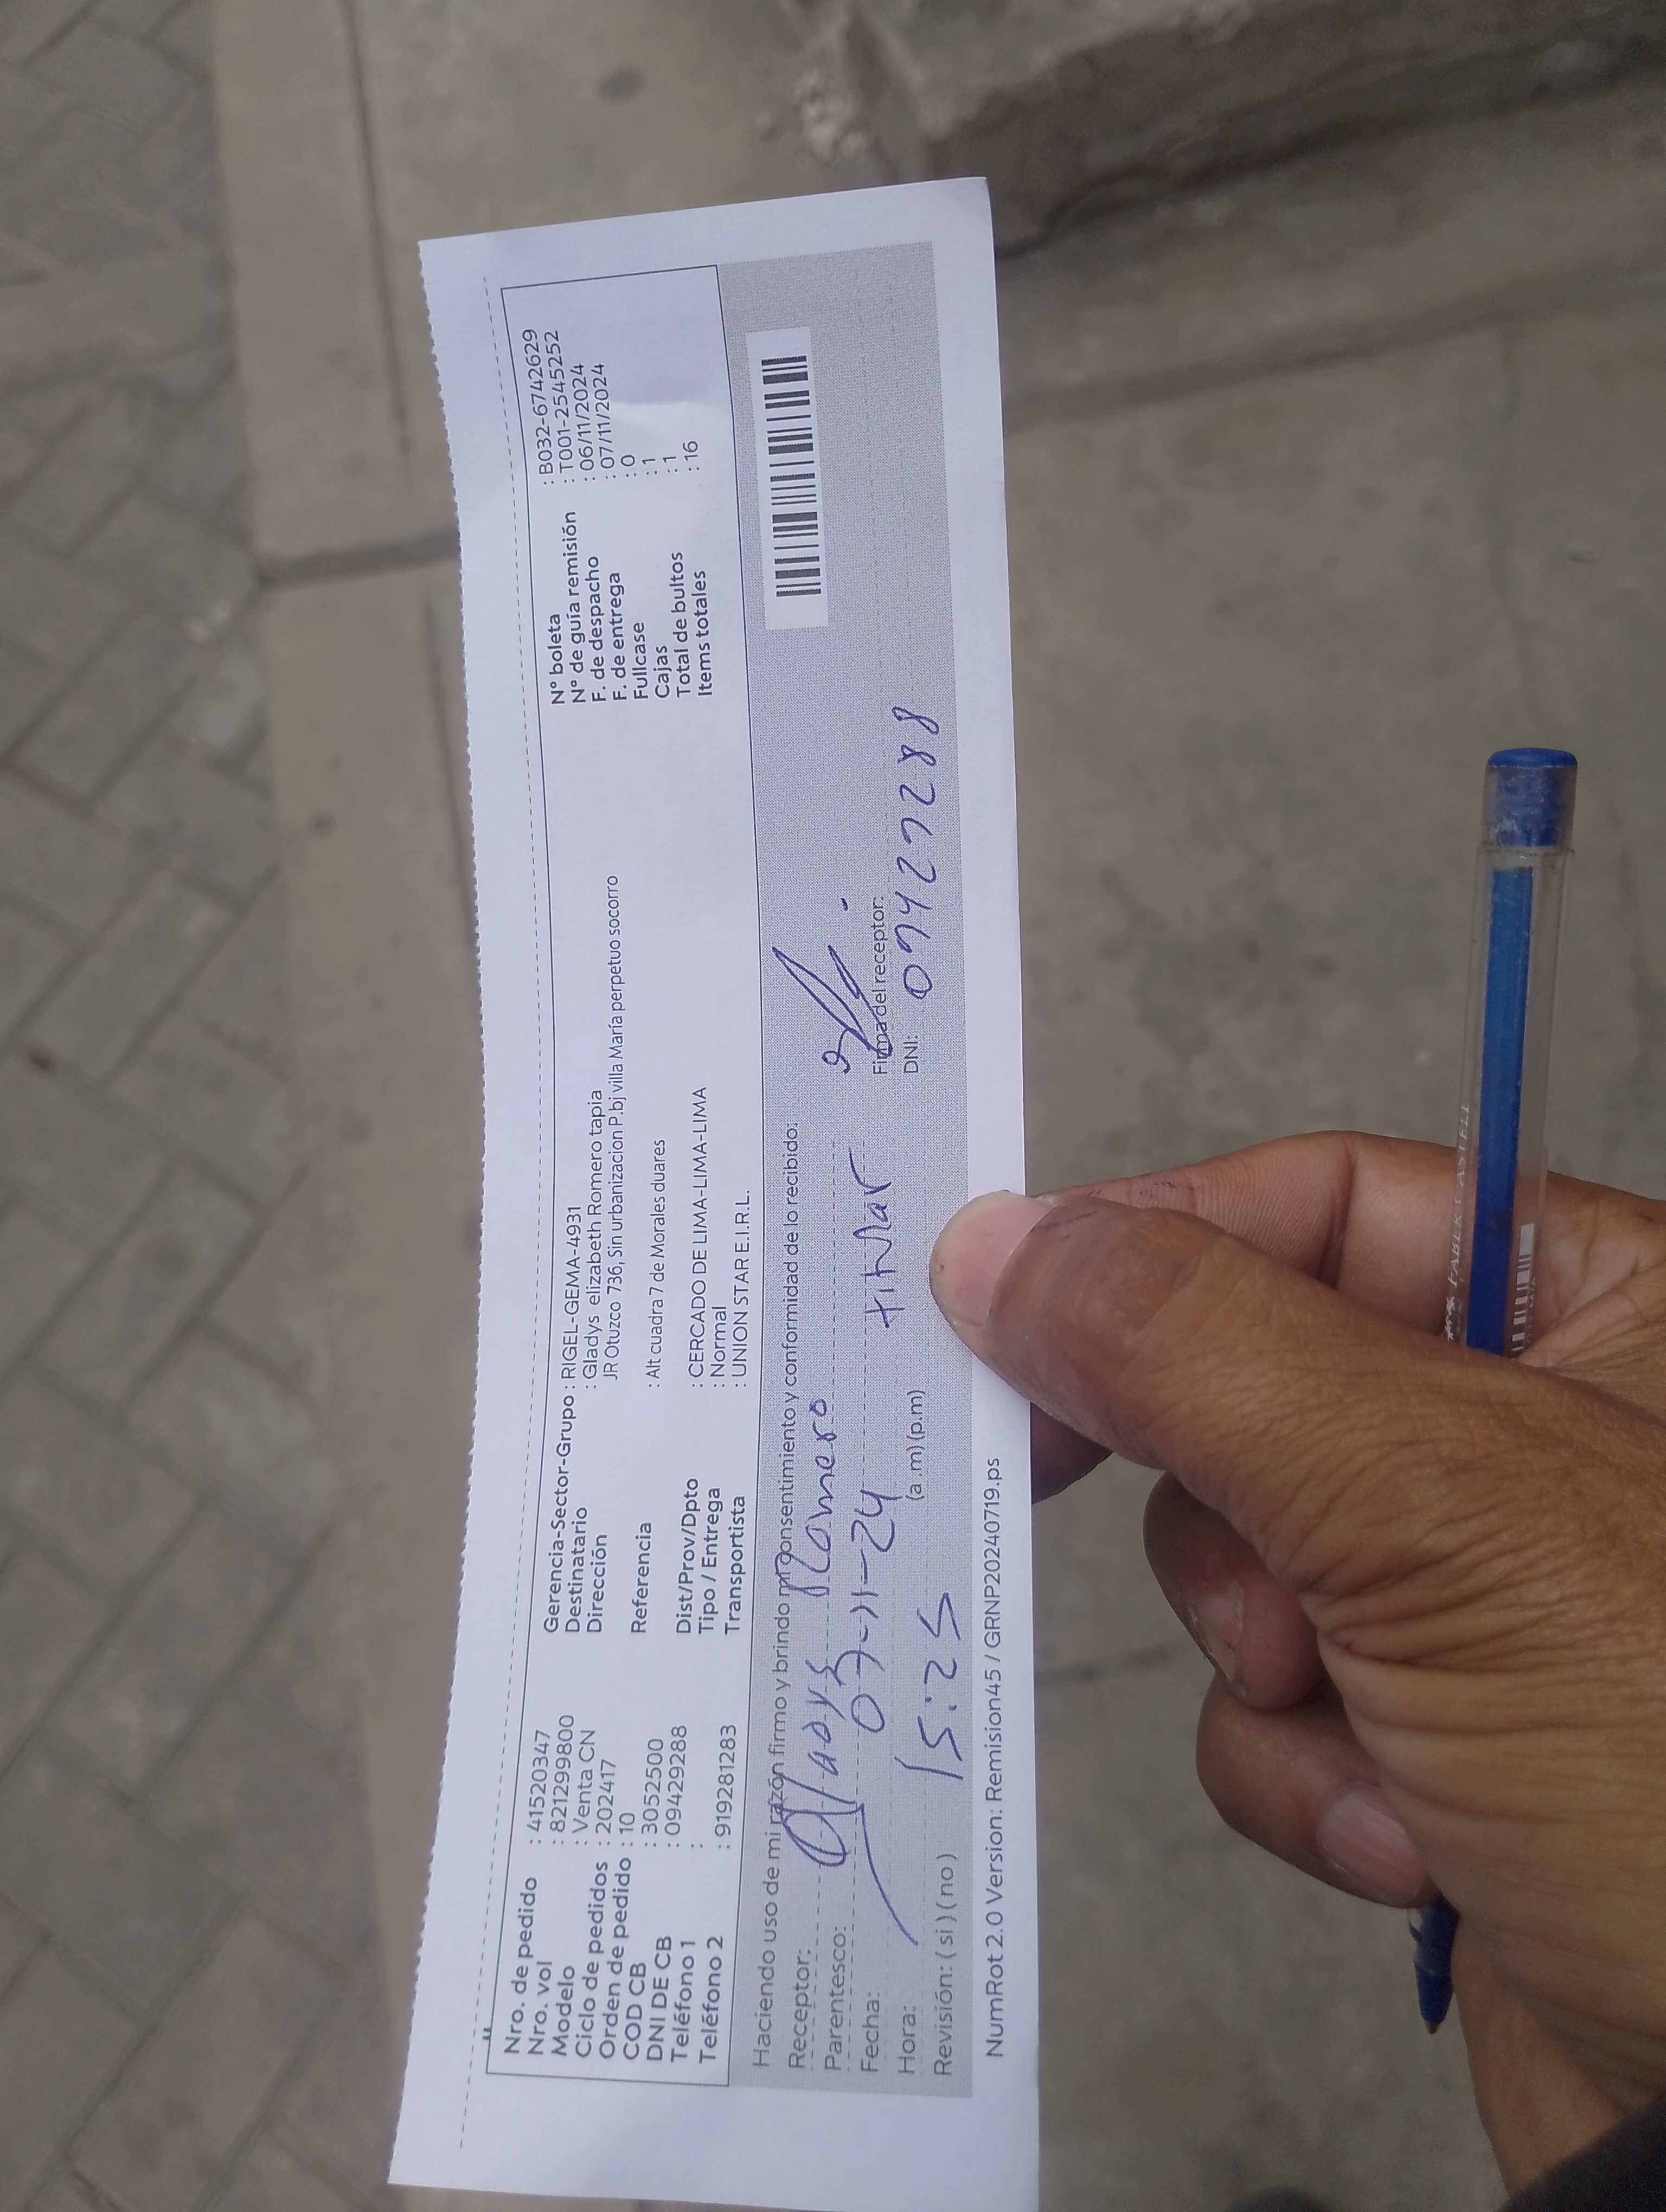 Nro. de pedido : 41520347
Nro. vol : 8212999800
Modelo : Venta CN
Ciclo de pedidos : 202417
Orden de pedido : 10
COD CB : 3052500
DNI DE CB : 09429288
Teléfono 1 :
Teléfono 2 : 919281283
Gerencia-Sector-Grupo : RIGEL-GEMA-4931
Destinatario : Gladys elizabeth Romero tapia
Dirección JR Otuzco 736, Sin urbanizacion P.bj villa María perpetuo socorro
Referencia : Alt cuadra 7 de Morales duares
Dist/Prov/Dpto : CERCADO DE LIMA-LIMA-LIMA
Tipo / Entrega : Normal
Transportista : UNION STAR E.I.R.L.
N° boleta : B032-6742629
N° de guía remisión : T001-2545252
F. de despacho : 06/11/2024
F. de entrega : 07/11/2024
Fullcase : 0
Cajas : 1
Total de bultos : 1
Items totales : 16
Haciendo uso de mi razón firmo y brindo mi consentimiento y conformidad de lo recibido:
Receptor: Gladys Romero
Parentesco:
Fecha: 07-11-24 titular
Hora: 15:25 (a.m) (p.m)
Revisión: ( si ) ( no )
Firma del receptor:
DNI: 09429288
NumRot 2.0 Version: Remision45 / GRNP20240719.ps
FABER CASTELL